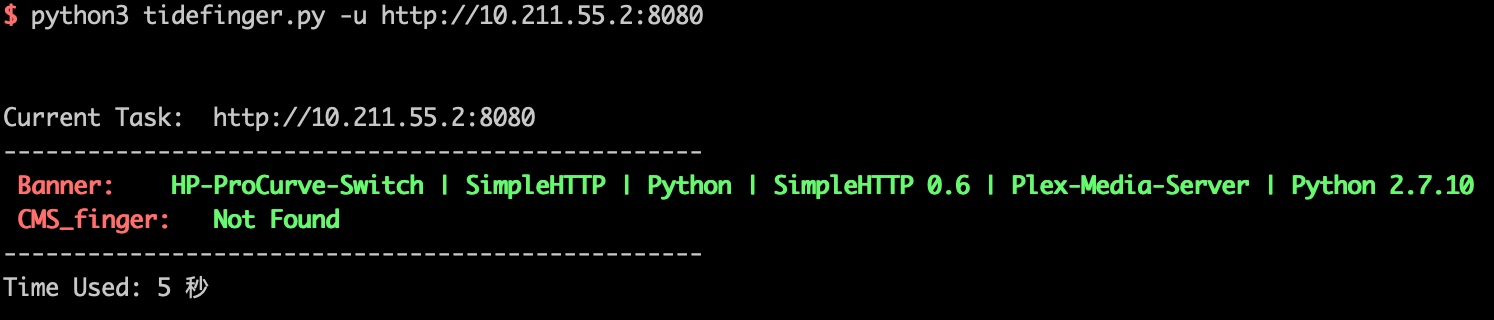 $ python3 tidefinger.py -u http://10.211.55.2:8080
Current Task:  http://10.211.55.2:8080
--------------------------------------------------
Banner:    HP-ProCurve-Switch | SimpleHTTP | Python | SimpleHTTP 0.6 | Plex-Media-Server | Python 2.7.10
CMS_finger:   Not Found
--------------------------------------------------
Time Used: 5 秒